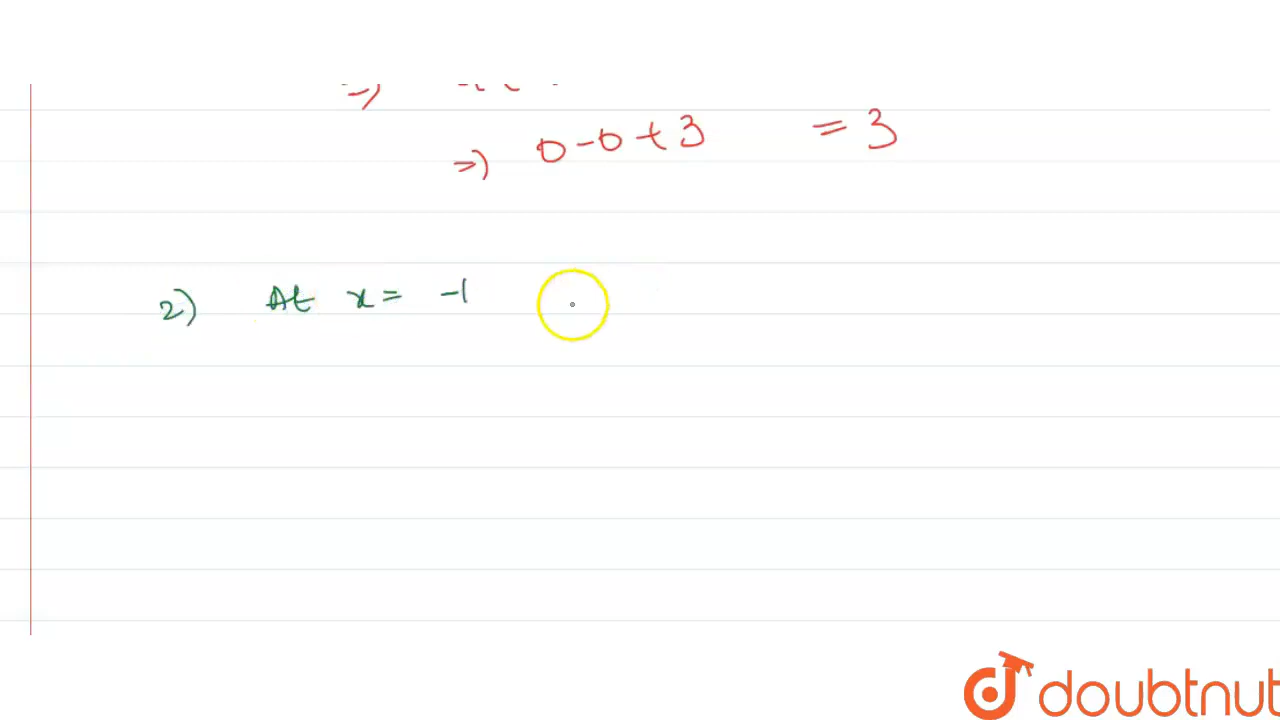 =) 0-0+3 = 3
2) At x = -1
doubtnut